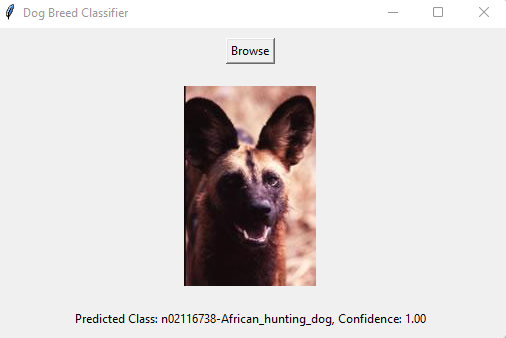 Dog Breed Classifier
Browse
Predicted Class: n02116738-African_hunting_dog, Confidence: 1.00